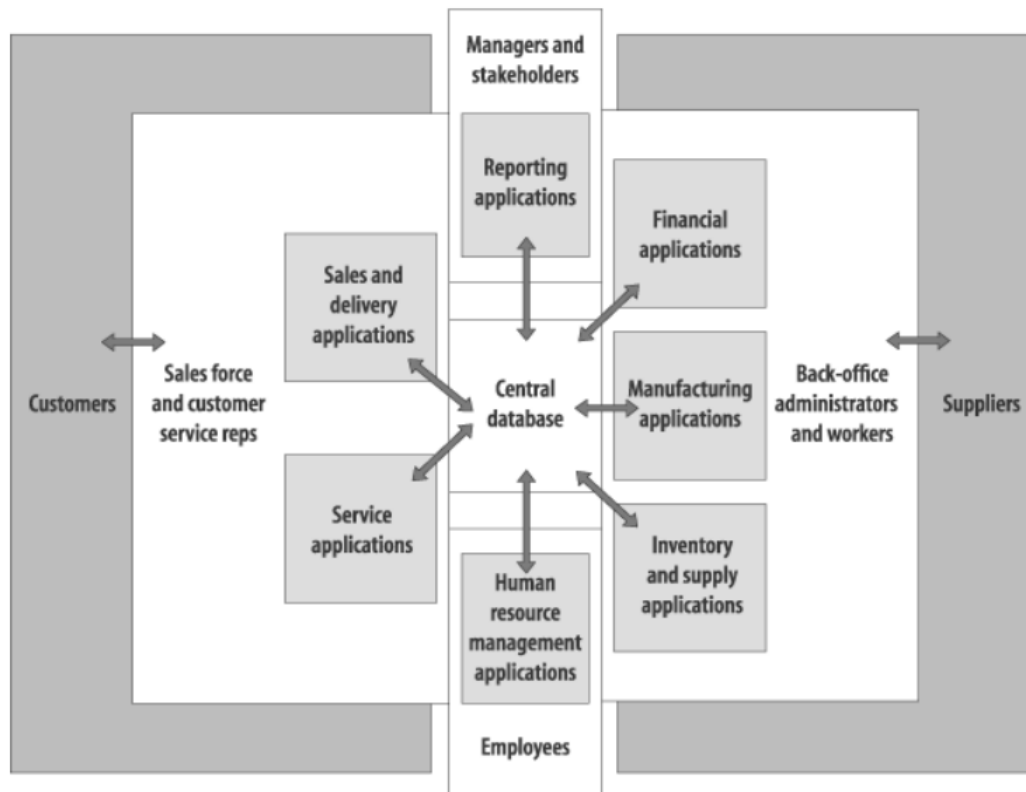 Managers and
stakeholders
Reporting
applications
Financial
applications
Sales and
delivery
applications
Customers
Sales force
and customer
service reps
Central
database
Manufacturing
applications
Back-office
administrators
and workers
Suppliers
Service
applications
Inventory
and supply
applications
Human
resource
management
applications
Employees